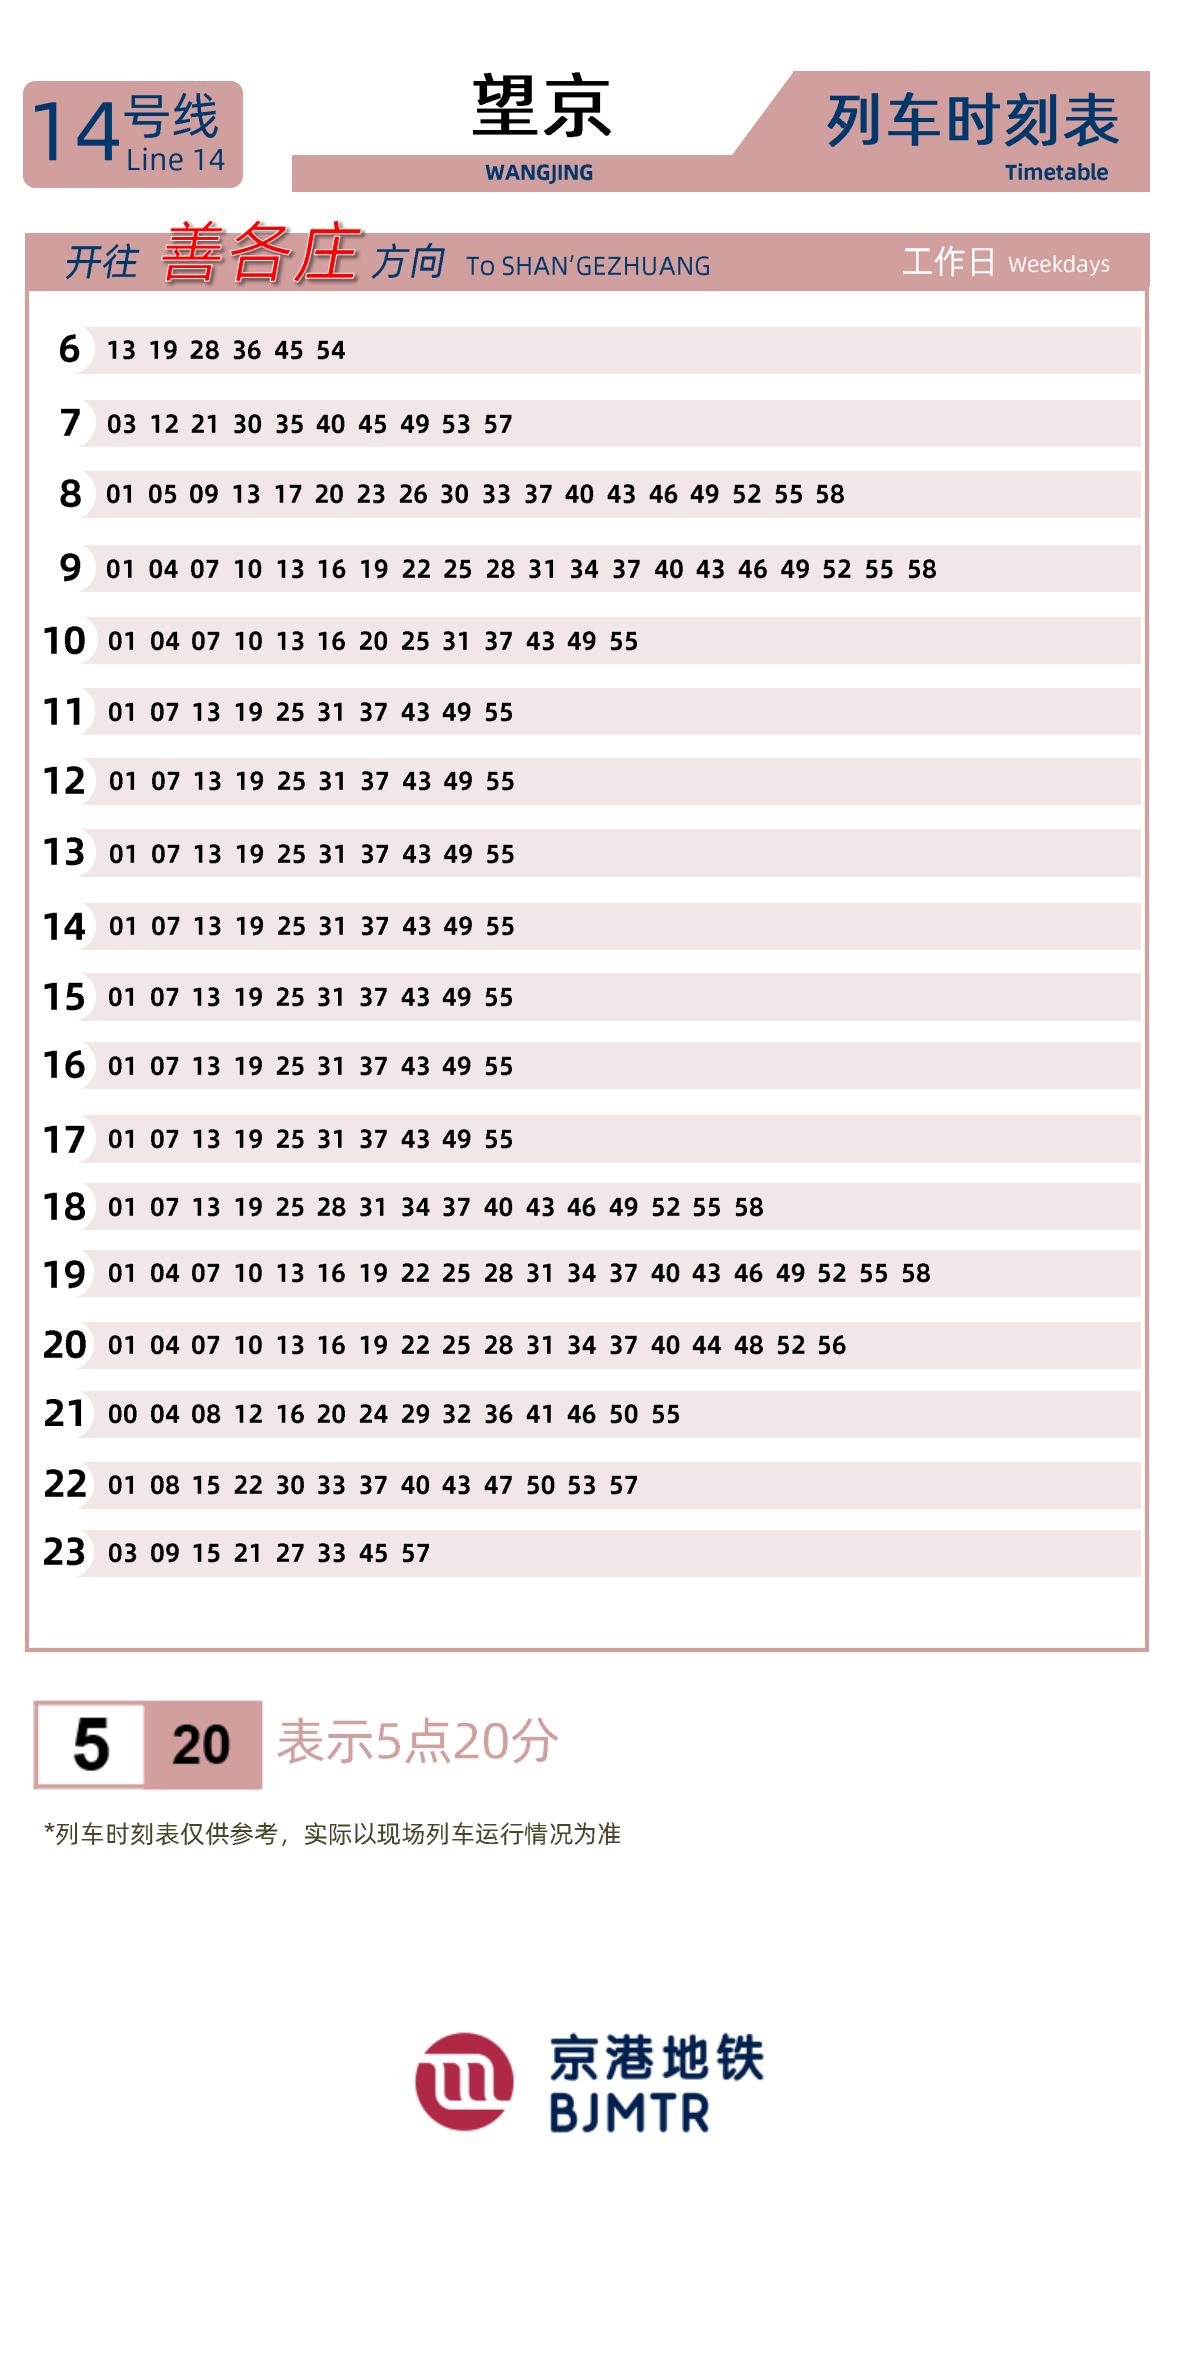 14号线
Line 14
望京
WANGJING
列车时刻表
Timetable
开往 善各庄 方向 To SHAN’GEZHUANG 工作日 Weekdays
6 13 19 28 36 45 54
7 03 12 21 30 35 40 45 49 53 57
8 01 05 09 13 17 20 23 26 30 33 37 40 43 46 49 52 55 58
9 01 04 07 10 13 16 19 22 25 28 31 34 37 40 43 46 49 52 55 58
10 01 04 07 10 13 16 20 25 31 37 43 49 55
11 01 07 13 19 25 31 37 43 49 55
12 01 07 13 19 25 31 37 43 49 55
13 01 07 13 19 25 31 37 43 49 55
14 01 07 13 19 25 31 37 43 49 55
15 01 07 13 19 25 31 37 43 49 55
16 01 07 13 19 25 31 37 43 49 55
17 01 07 13 19 25 31 37 43 49 55
18 01 07 13 19 25 28 31 34 37 40 43 46 49 52 55 58
19 01 04 07 10 13 16 19 22 25 28 31 34 37 40 43 46 49 52 55 58
20 01 04 07 10 13 16 19 22 25 28 31 34 37 40 44 48 52 56
21 00 04 08 12 16 20 24 29 32 36 41 46 50 55
22 01 08 15 22 30 33 37 40 43 47 50 53 57
23 03 09 15 21 27 33 45 57
5 20 表示5点20分
*列车时刻表仅供参考，实际以现场列车运行情况为准
京港地铁
BJMTR